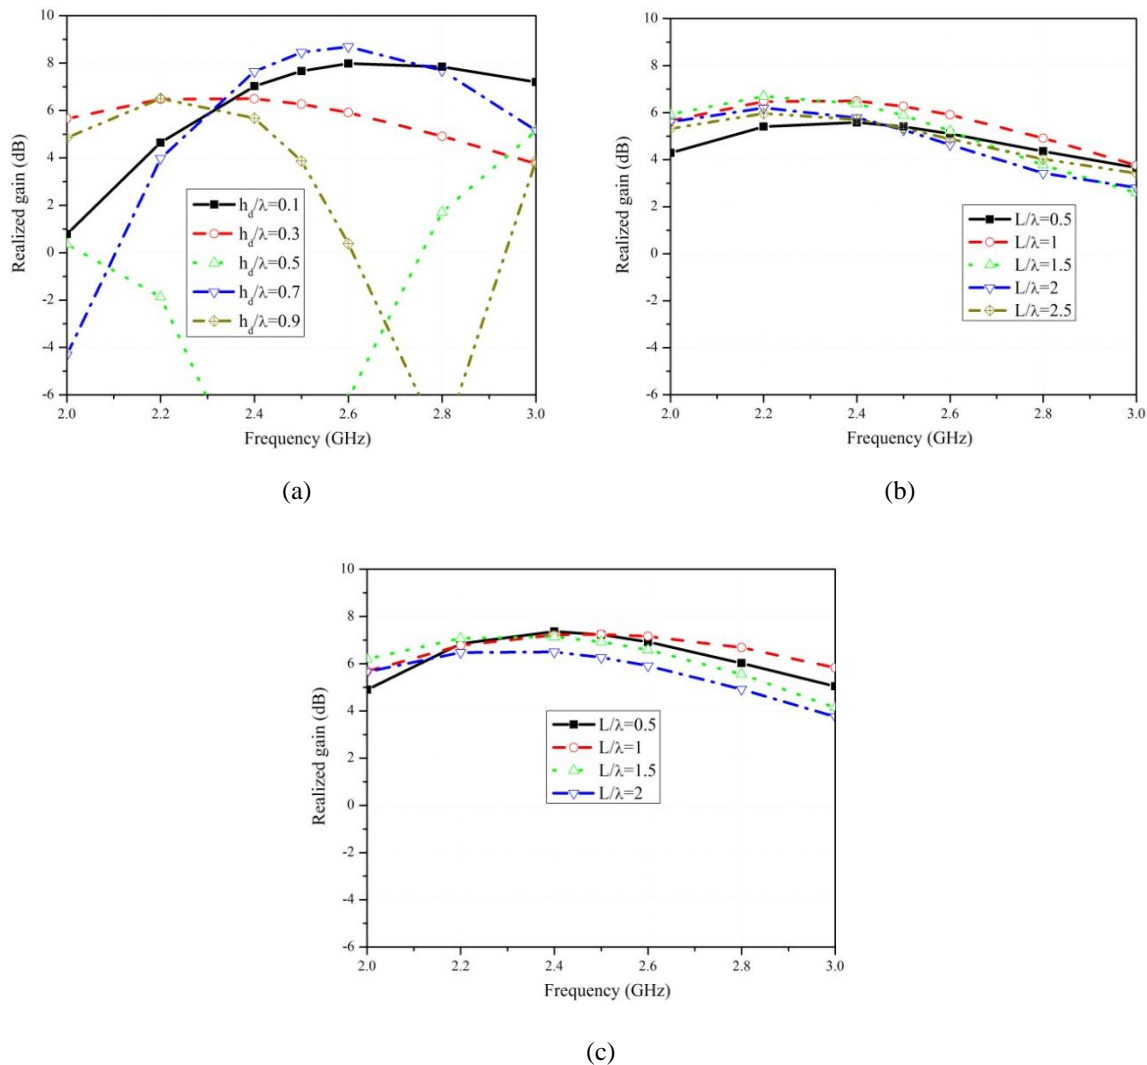 10
8
6
4
2
0
-2
-4
-6
Realized gain (dB)
h_d/λ=0.1
h_d/λ=0.3
h_d/λ=0.5
h_d/λ=0.7
h_d/λ=0.9
2.0 2.2 2.4 2.6 2.8 3.0
Frequency (GHz)
(a)
10
8
6
4
2
0
-2
-4
-6
Realized gain (dB)
L/λ=0.5
L/λ=1
L/λ=1.5
L/λ=2
L/λ=2.5
2.0 2.2 2.4 2.6 2.8 3.0
Frequency (GHz)
(b)
10
8
6
4
2
0
-2
-4
-6
Realized gain (dB)
L/λ=0.5
L/λ=1
L/λ=1.5
L/λ=2
2.0 2.2 2.4 2.6 2.8 3.0
Frequency (GHz)
(c)